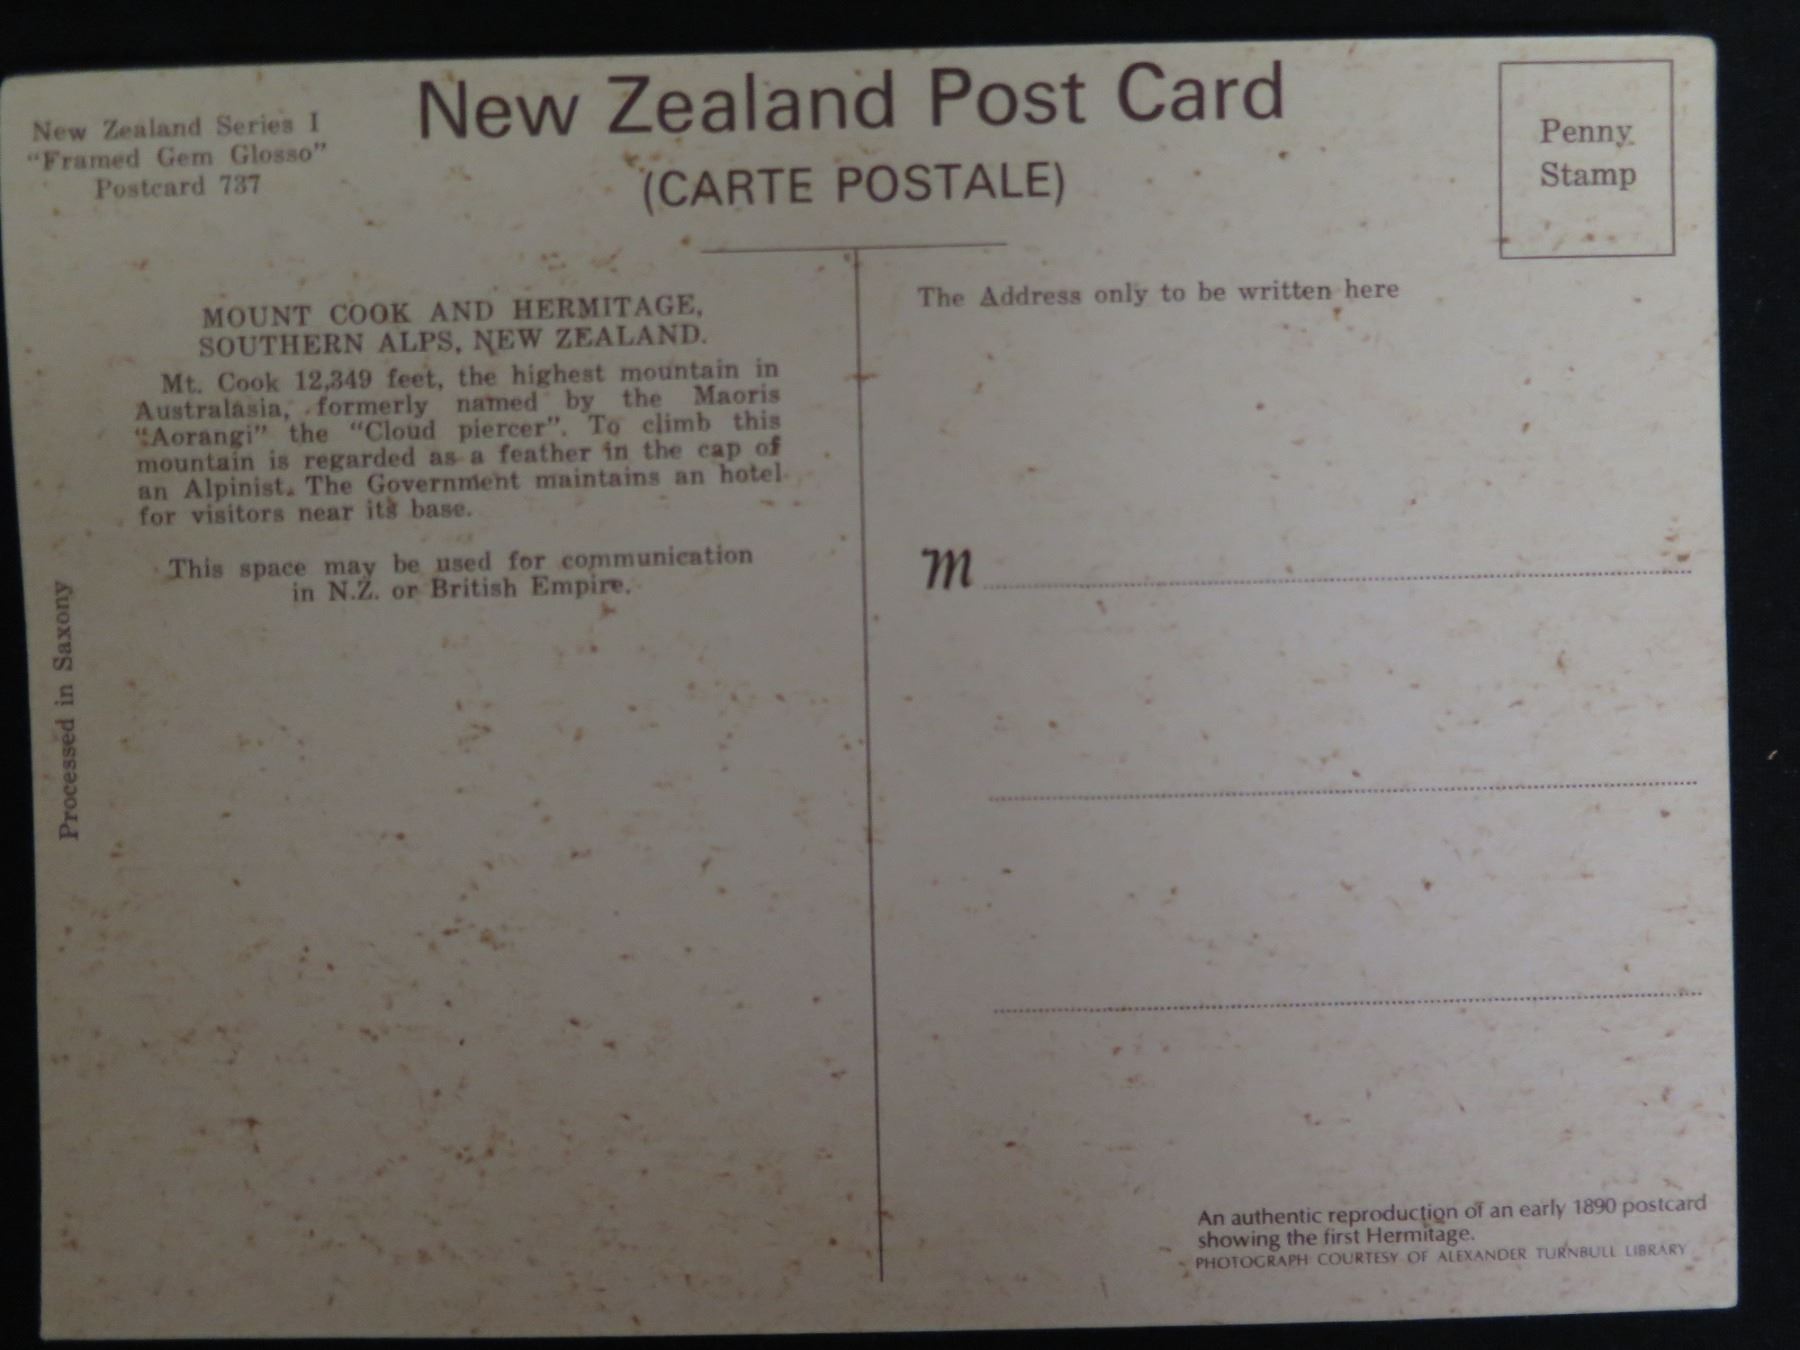 New Zealand Post Card
(CARTE POSTALE)
New Zealand Series I
"Framed Gem Glosso"
Postcard 737
Penny
Stamp
MOUNT COOK AND HERMITAGE,
SOUTHERN ALPS, NEW ZEALAND.
Mt. Cook 12,349 feet, the highest mountain in
Australasia, formerly named by the Maoris
"Aorangi" the "Cloud piercer". To climb this
mountain is regarded as a feather in the cap of
an Alpinist. The Government maintains an hotel
for visitors near its base.
This space may be used for communication
in N.Z. or British Empire.
Processed in Saxony
The Address only to be written here
M
An authentic reproduction of an early 1890 postcard
showing the first Hermitage.
PHOTOGRAPH COURTESY OF ALEXANDER TURNBULL LIBRARY